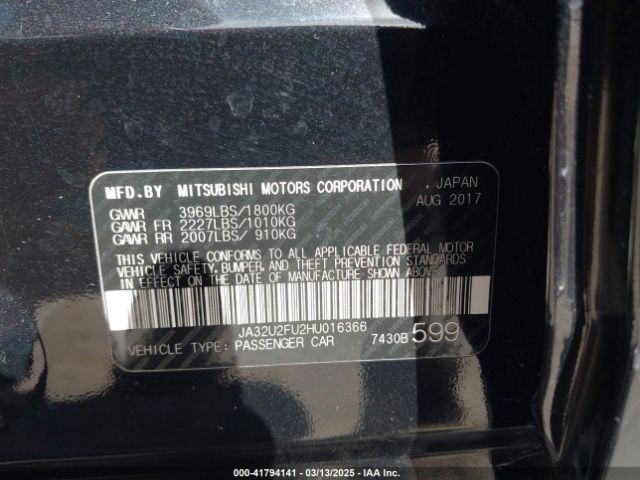 MFD.BY MITSUBISHI MOTORS CORPORATION , JAPAN
AUG 2017
GVWR 3969LBS/1800KG
GAWR FR 2227LBS/1010KG
GAWR RR 2007LBS/ 910KG
THIS VEHICLE CONFORMS TO ALL APPLICABLE FEDERAL MOTOR
VEHICLE SAFETY, BUMPER, AND THEFT PREVENTION STANDARDS
IN EFFECT ON THE DATE OF MANUFACTURE SHOWN ABOVE.
JA32U2FU2HU016366
VEHICLE TYPE: PASSENGER CAR 7430B 599
000-41794141 | 03/13/2025 | IAA Inc.